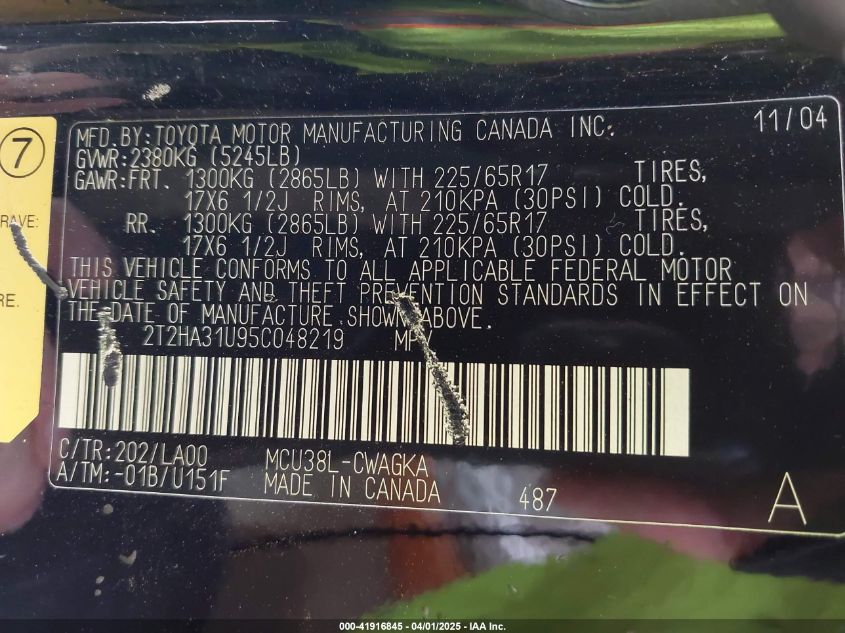 7
RAVE:
RE.
11/04
MFD.BY:TOYOTA MOTOR MANUFACTURING CANADA INC.
GVWR:2380KG (5245LB)
GAWR:FRT. 1300KG (2865LB) WITH 225/65R17 TIRES,
17X6 1/2J RIMS, AT 210KPA (30PSI) COLD.
RR. 1300KG (2865LB) WITH 225/65R17 TIRES,
17X6 1/2J RIMS, AT 210KPA (30PSI) COLD.
THIS VEHICLE CONFORMS TO ALL APPLICABLE FEDERAL MOTOR
VEHICLE SAFETY AND THEFT PREVENTION STANDARDS IN EFFECT ON
THE DATE OF MANUFACTURE SHOWN ABOVE.
2T2HA31U95C048219
C/TR:202/LA00 MCU38L-CWAGKA
A/TM:-01B/U151F MADE IN CANADA 487 A
000-41916845 - 04/01/2025 - IAA Inc.